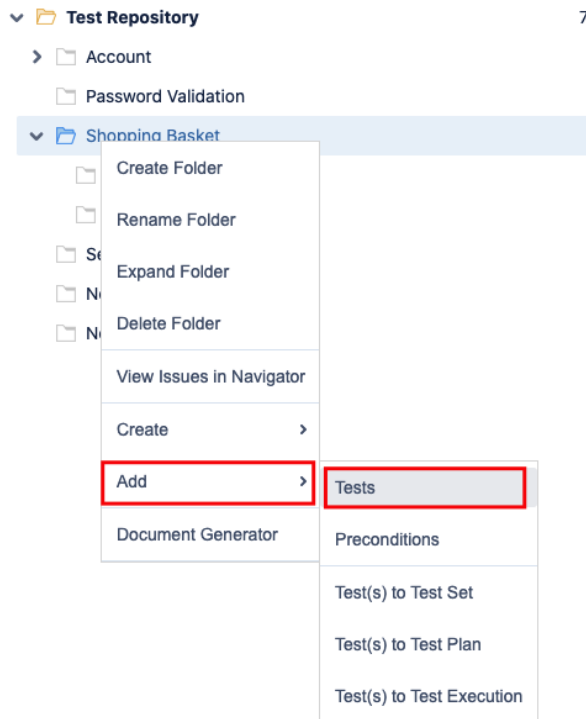 Test Repository 7
Account
Password Validation
Shopping Basket
Create Folder
Rename Folder
Expand Folder
Delete Folder
View Issues in Navigator
Create
Add
Tests
Document Generator
Preconditions
Test(s) to Test Set
Test(s) to Test Plan
Test(s) to Test Execution